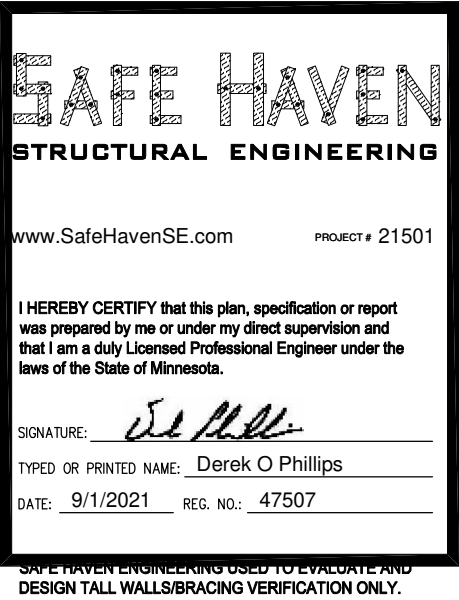 SAFE HAVEN
STRUCTURAL ENGINEERING
www.SafeHavenSE.com PROJECT # 21501
I HEREBY CERTIFY that this plan, specification or report
was prepared by me or under my direct supervision and
that I am a duly Licensed Professional Engineer under the
laws of the State of Minnesota.
SIGNATURE:
TYPED OR PRINTED NAME: Derek O Phillips
DATE: 9/1/2021 REG. NO.: 47507
SAFE HAVEN ENGINEERING USED TO EVALUATE AND
DESIGN TALL WALLS/BRACING VERIFICATION ONLY.